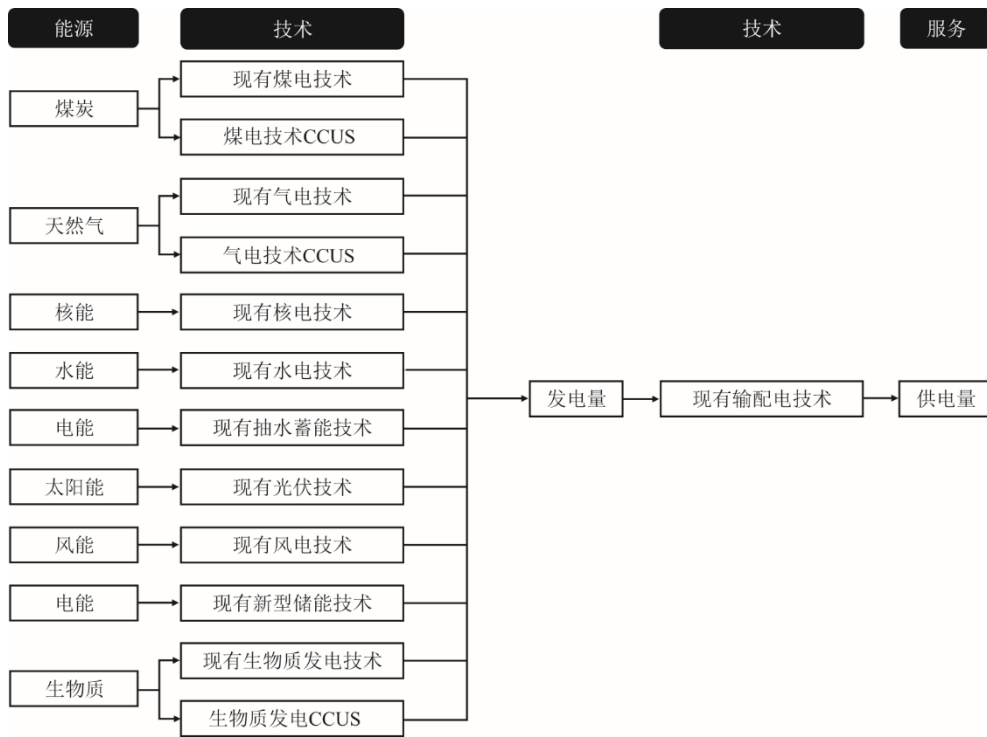 能源
技术
技术
服务
煤炭
现有煤电技术
煤电技术CCUS
天然气
现有气电技术
气电技术CCUS
核能
现有核电技术
水能
现有水电技术
电能
现有抽水蓄能技术
太阳能
现有光伏技术
风能
现有风电技术
电能
现有新型储能技术
生物质
现有生物质发电技术
生物质发电CCUS
发电量
现有输配电技术
供电量